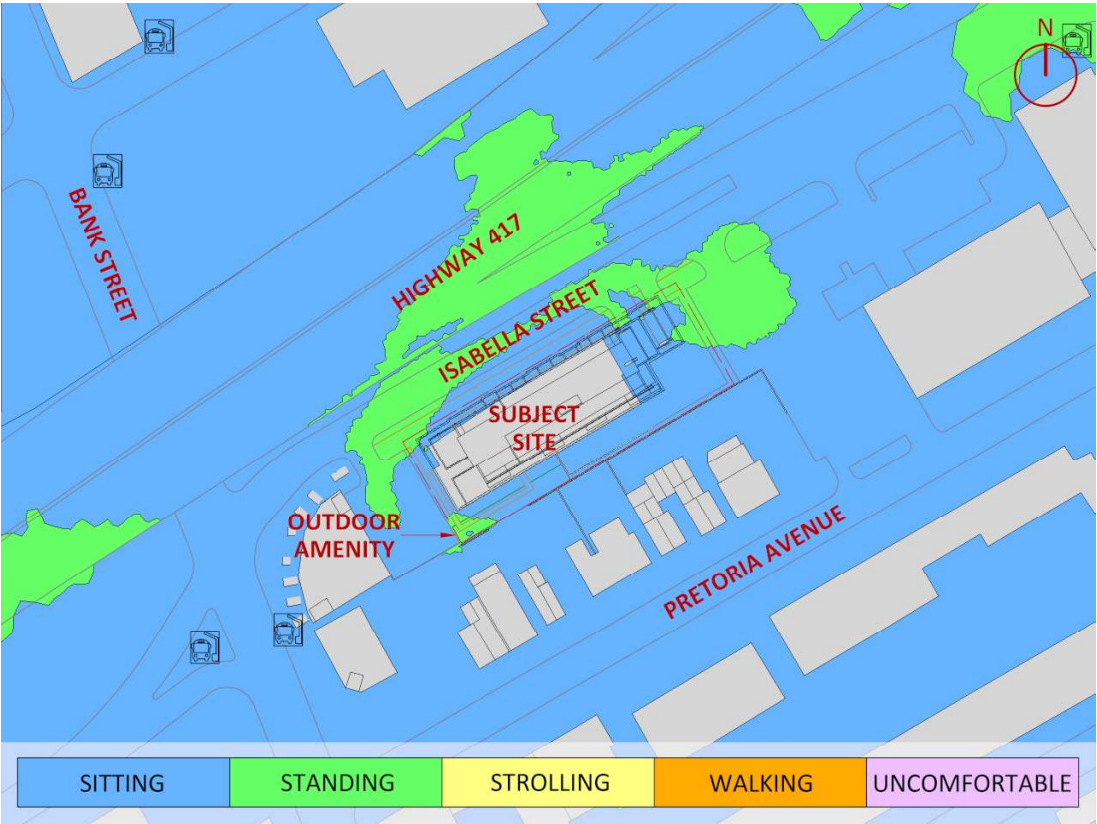 N
BANK STREET
HIGHWAY 417
ISABELLA STREET
SUBJECT
SITE
OUTDOOR
AMENITY
PRETORIA AVENUE
SITTING
STANDING
STROLLING
WALKING
UNCOMFORTABLE